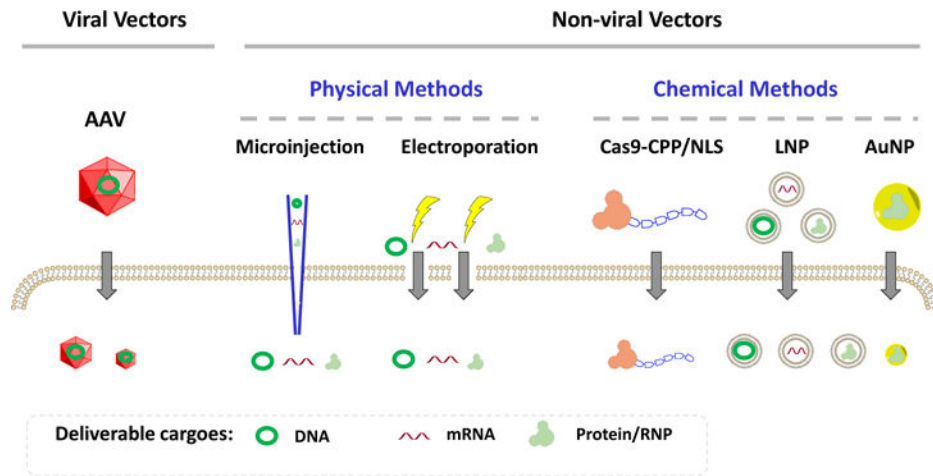 Viral Vectors
Non-viral Vectors
Physical Methods
Chemical Methods
AAV
Microinjection
Electroporation
Cas9-CPP/NLS
LNP
AuNP
Deliverable cargoes:
DNA
mRNA
Protein/RNP